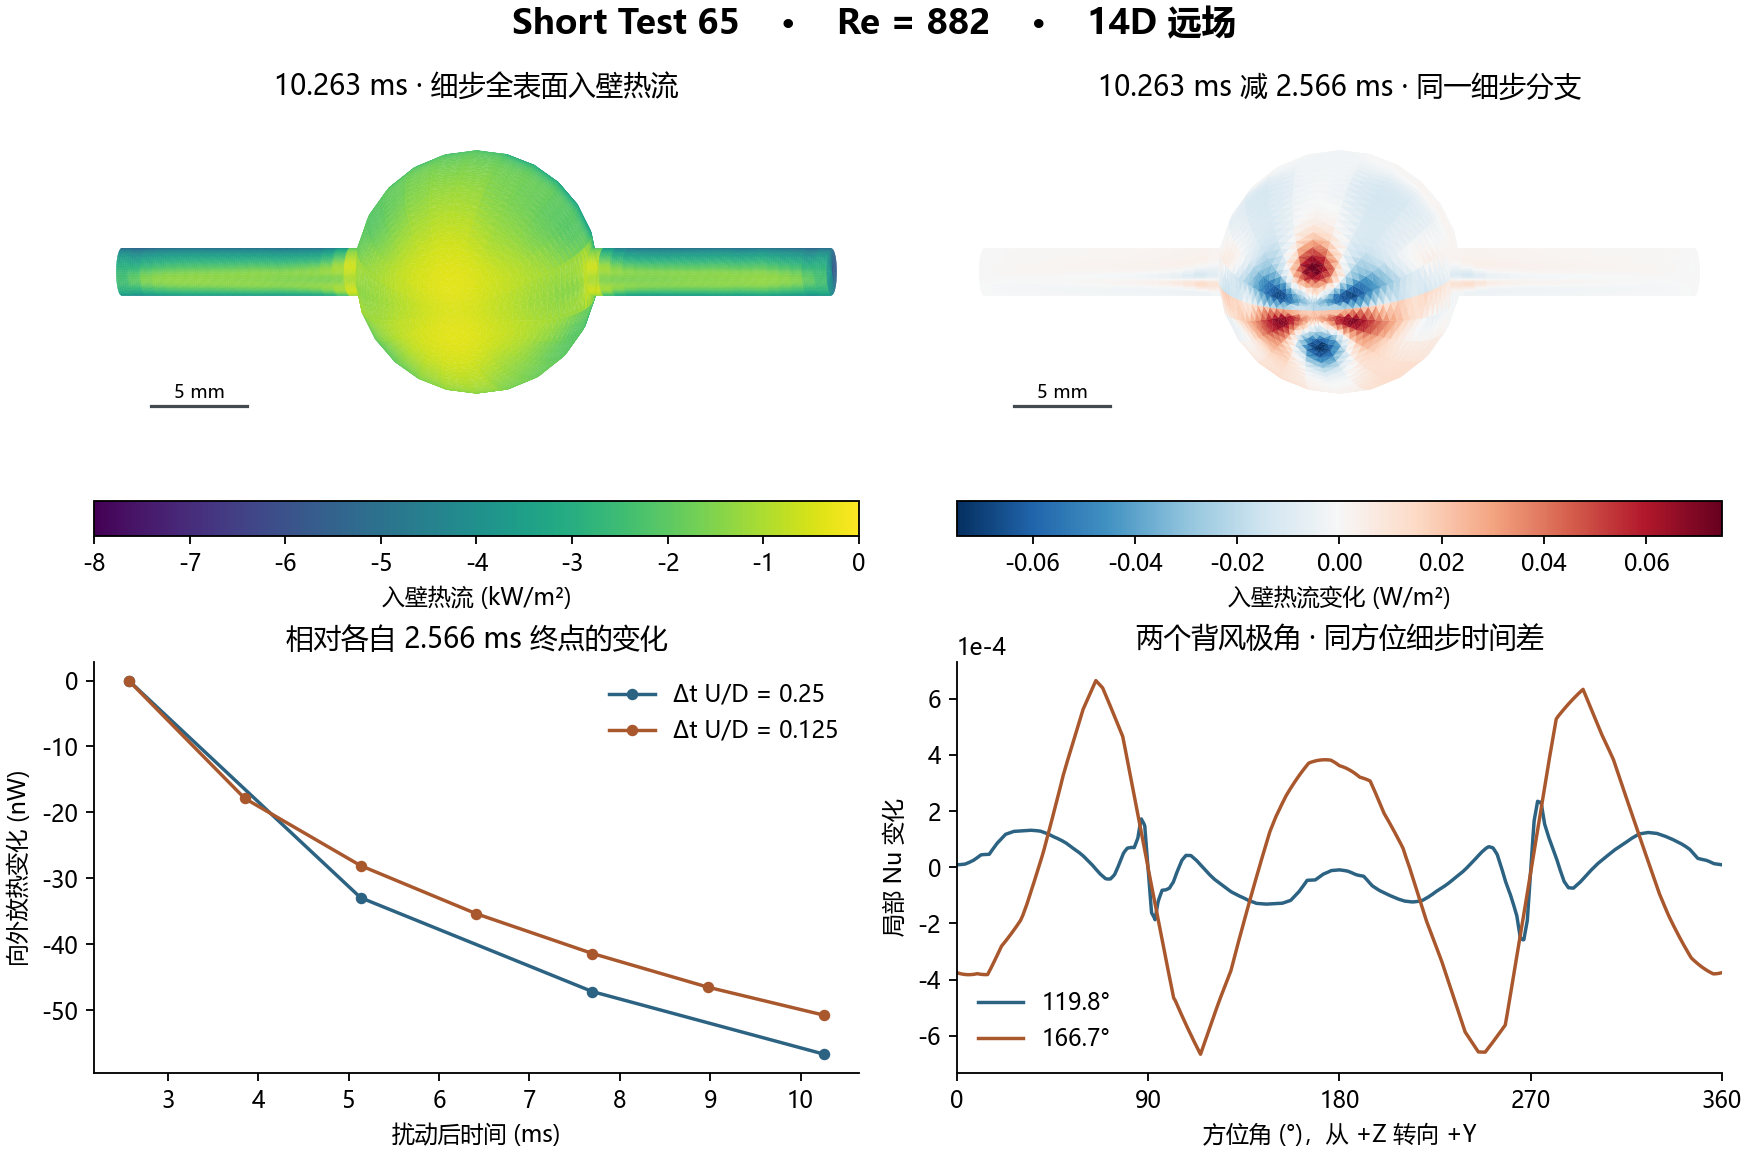 Short Test 65 • Re = 882 • 14D 远场
10.263 ms · 细步全表面入壁热流
10.263 ms 减 2.566 ms · 同一细步分支
5 mm
5 mm
-8 -7 -6 -5 -4 -3 -2 -1 0
入壁热流 (kW/m²)
-0.06 -0.04 -0.02 0.00 0.02 0.04 0.06
入壁热流变化 (W/m²)
相对各自 2.566 ms 终点的变化
0
-10
-20
-30
-40
-50
向外放热变化 (nW)
Δt U/D = 0.25
Δt U/D = 0.125
3 4 5 6 7 8 9 10
扰动后时间 (ms)
两个背风极角 · 同方位细步时间差
1e-4
6
4
2
0
-2
-4
-6
局部 Nu 变化
119.8°
166.7°
0 90 180 270 360
方位角 (°)，从 +Z 转向 +Y